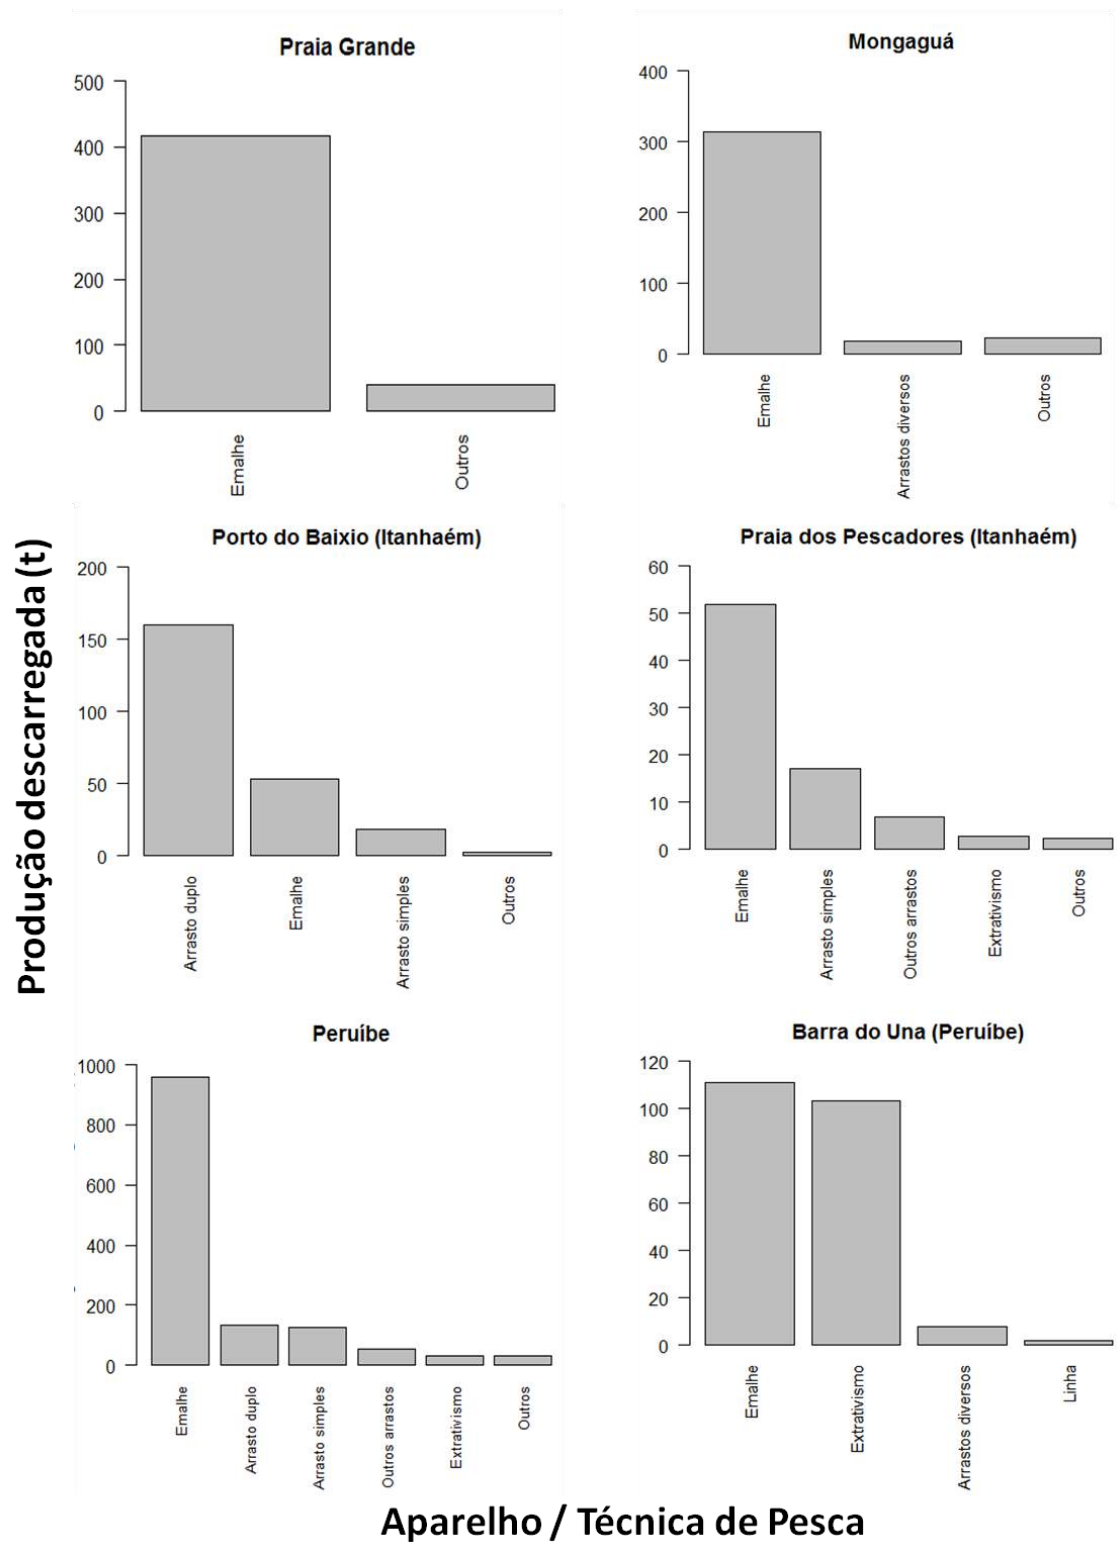 Praia Grande
500
400
300
200
100
0
Emalhe
Outros
Mongaguá
400
300
200
100
0
Emalhe
Arrastos diversos
Outros
Produção descarregada (t)
Porto do Baixio (Itanhaém)
200
150
100
50
0
Arrasto duplo
Emalhe
Arrasto simples
Outros
Praia dos Pescadores (Itanhaém)
60
50
40
30
20
10
0
Emalhe
Arrasto simples
Outros arrastos
Extrativismo
Outros
Peruíbe
1000
800
600
400
200
0
Emalhe
Arrasto duplo
Arrasto simples
Outros arrastos
Extrativismo
Outros
Barra do Una (Peruíbe)
120
100
80
60
40
20
0
Emalhe
Extrativismo
Arrastos diversos
Linha
Aparelho / Técnica de Pesca